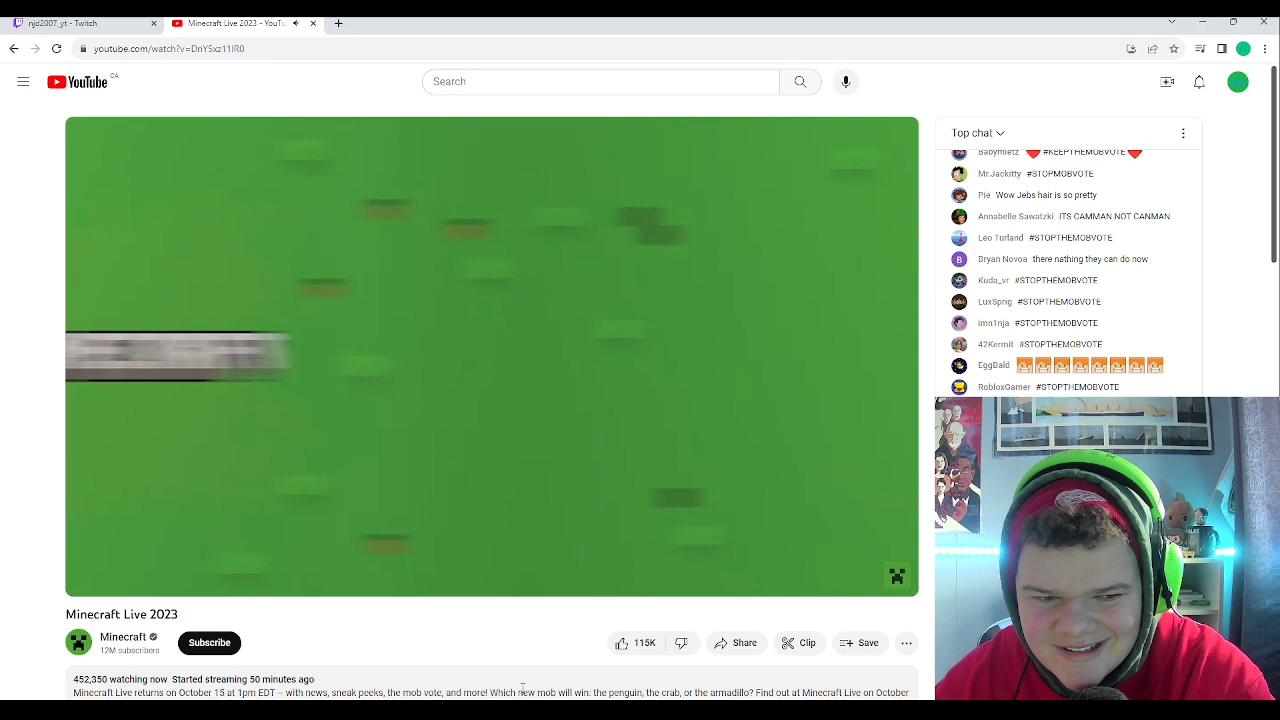 njd2007_yt - Twitch
Minecraft Live 2023 - YouTu
youtube.com/watch?v=DnY5xz11lR0
YouTube CA
Search
Top chat
Babymietz #KEEPTHEMOBVOTE
Mr.Jackitty #STOPMOBVOTE
Pie Wow Jebs hair is so pretty
Annabelle Sawatzki ITS CAMMAN NOT CANMAN
Leo Turland #STOPTHEMOBVOTE
B Bryan Novoa there nathing they can do now
Kuda_vr #STOPTHEMOBVOTE
LuxSprig #STOPTHEMOBVOTE
imn1nja #STOPTHEMOBVOTE
42Kermit #STOPTHEMOBVOTE
EggBald
RobloxGamer #STOPTHEMOBVOTE
Minecraft Live 2023
Minecraft
12M subscribers
Subscribe
115K
Share
Clip
Save
452,350 watching now Started streaming 50 minutes ago
Minecraft Live returns on October 15 at 1pm EDT – with news, sneak peeks, the mob vote, and more! Which new mob will win: the penguin, the crab, or the armadillo? Find out at Minecraft Live on October